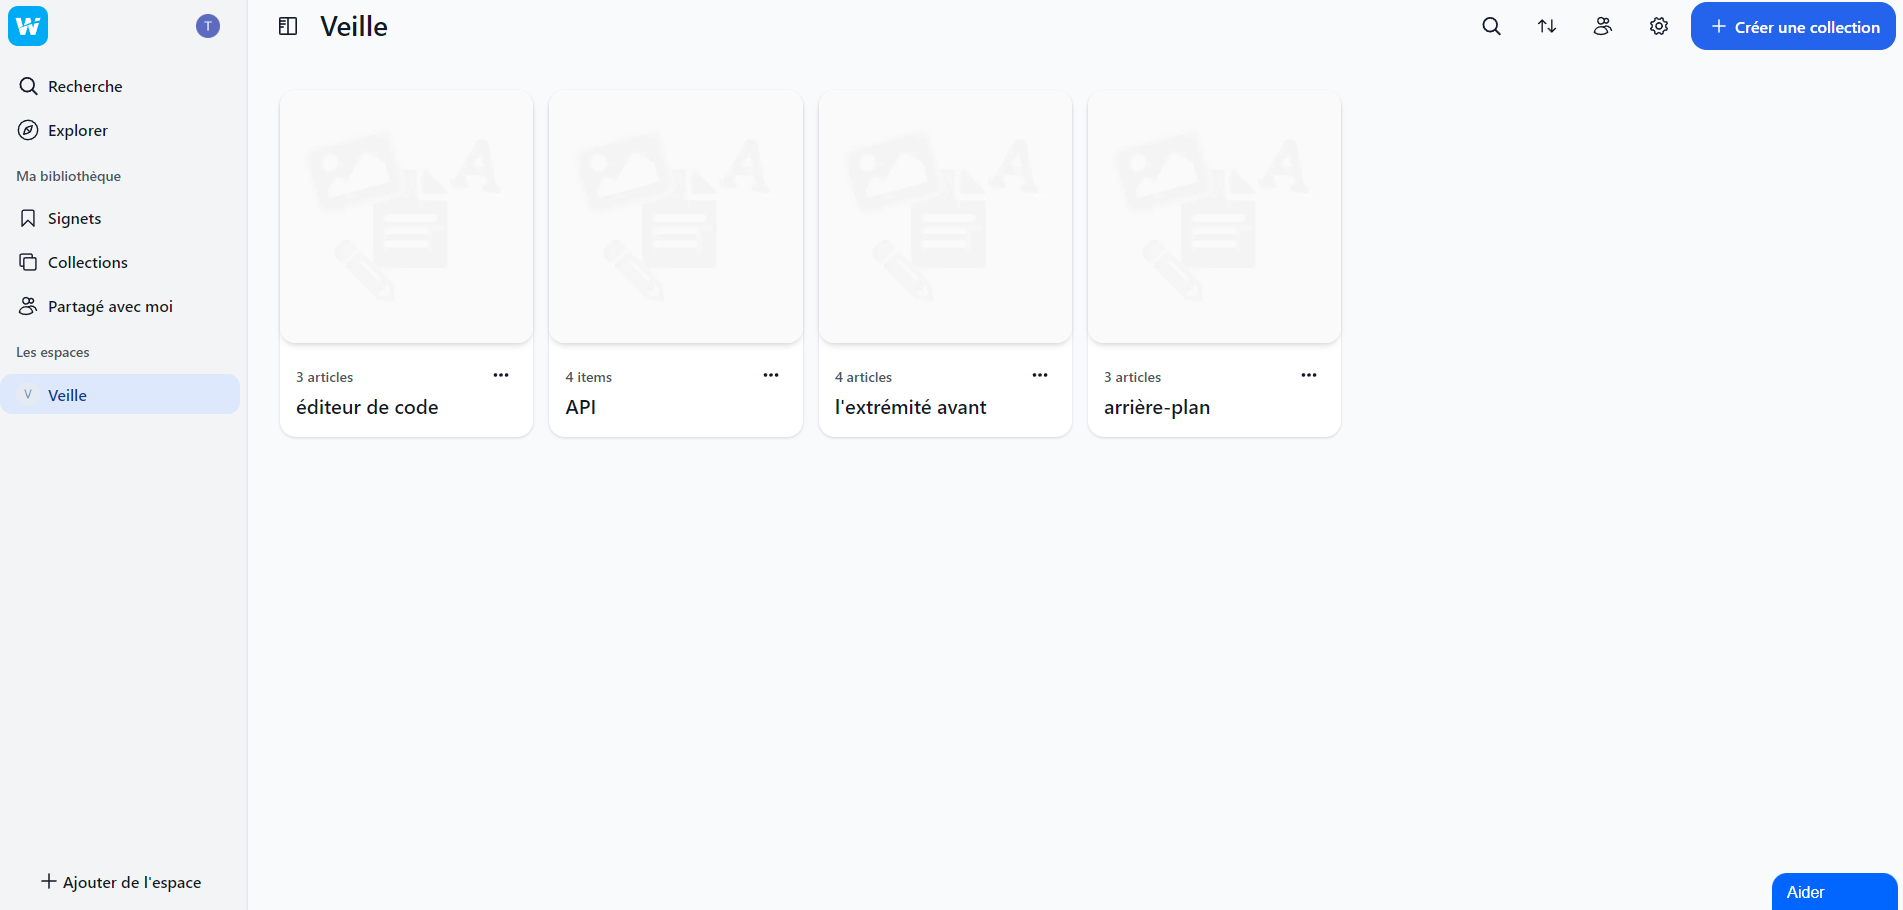 W
T
Recherche
Explorer
Ma bibliothèque
Signets
Collections
Partagé avec moi
Les espaces
V Veille
Ajouter de l'espace
Veille
Créer une collection
3 articles
éditeur de code
4 items
API
4 articles
l'extrémité avant
3 articles
arrière-plan
Aider